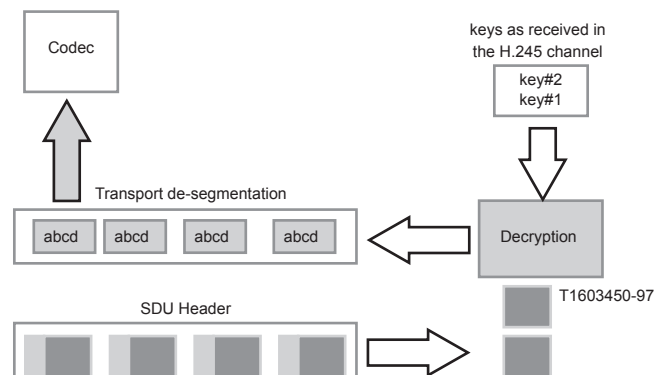 Codec
keys as received in
the H.245 channel
key#2
key#1
Transport de-segmentation
abcd abcd abcd abcd
Decryption
T1603450-97
SDU Header